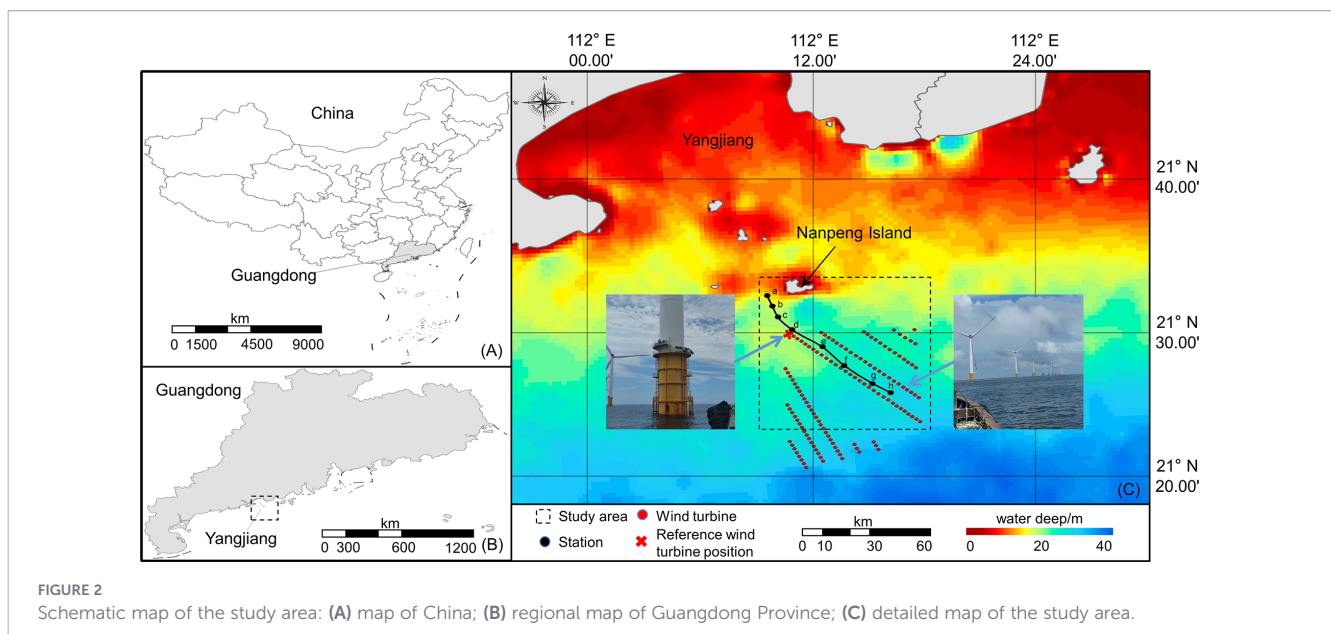 112° E
00.00'
112° E
12.00'
112° E
24.00'
China
Guangdong
km
0 1500 4500 9000
(A)
Guangdong
Yangjiang
km
0 300 600 1200
(B)
N
W E
S
Yangjiang
Nanpeng Island
a
b
c
d
e
f
g
h
21° N
40.00'
21° N
30.00'
21° N
20.00'
(C)
Study area
Wind turbine
Station
Reference wind
turbine position
km
0 10 30 60
water deep/m
0 20 40
FIGURE 2
Schematic map of the study area: (A) map of China; (B) regional map of Guangdong Province; (C) detailed map of the study area.